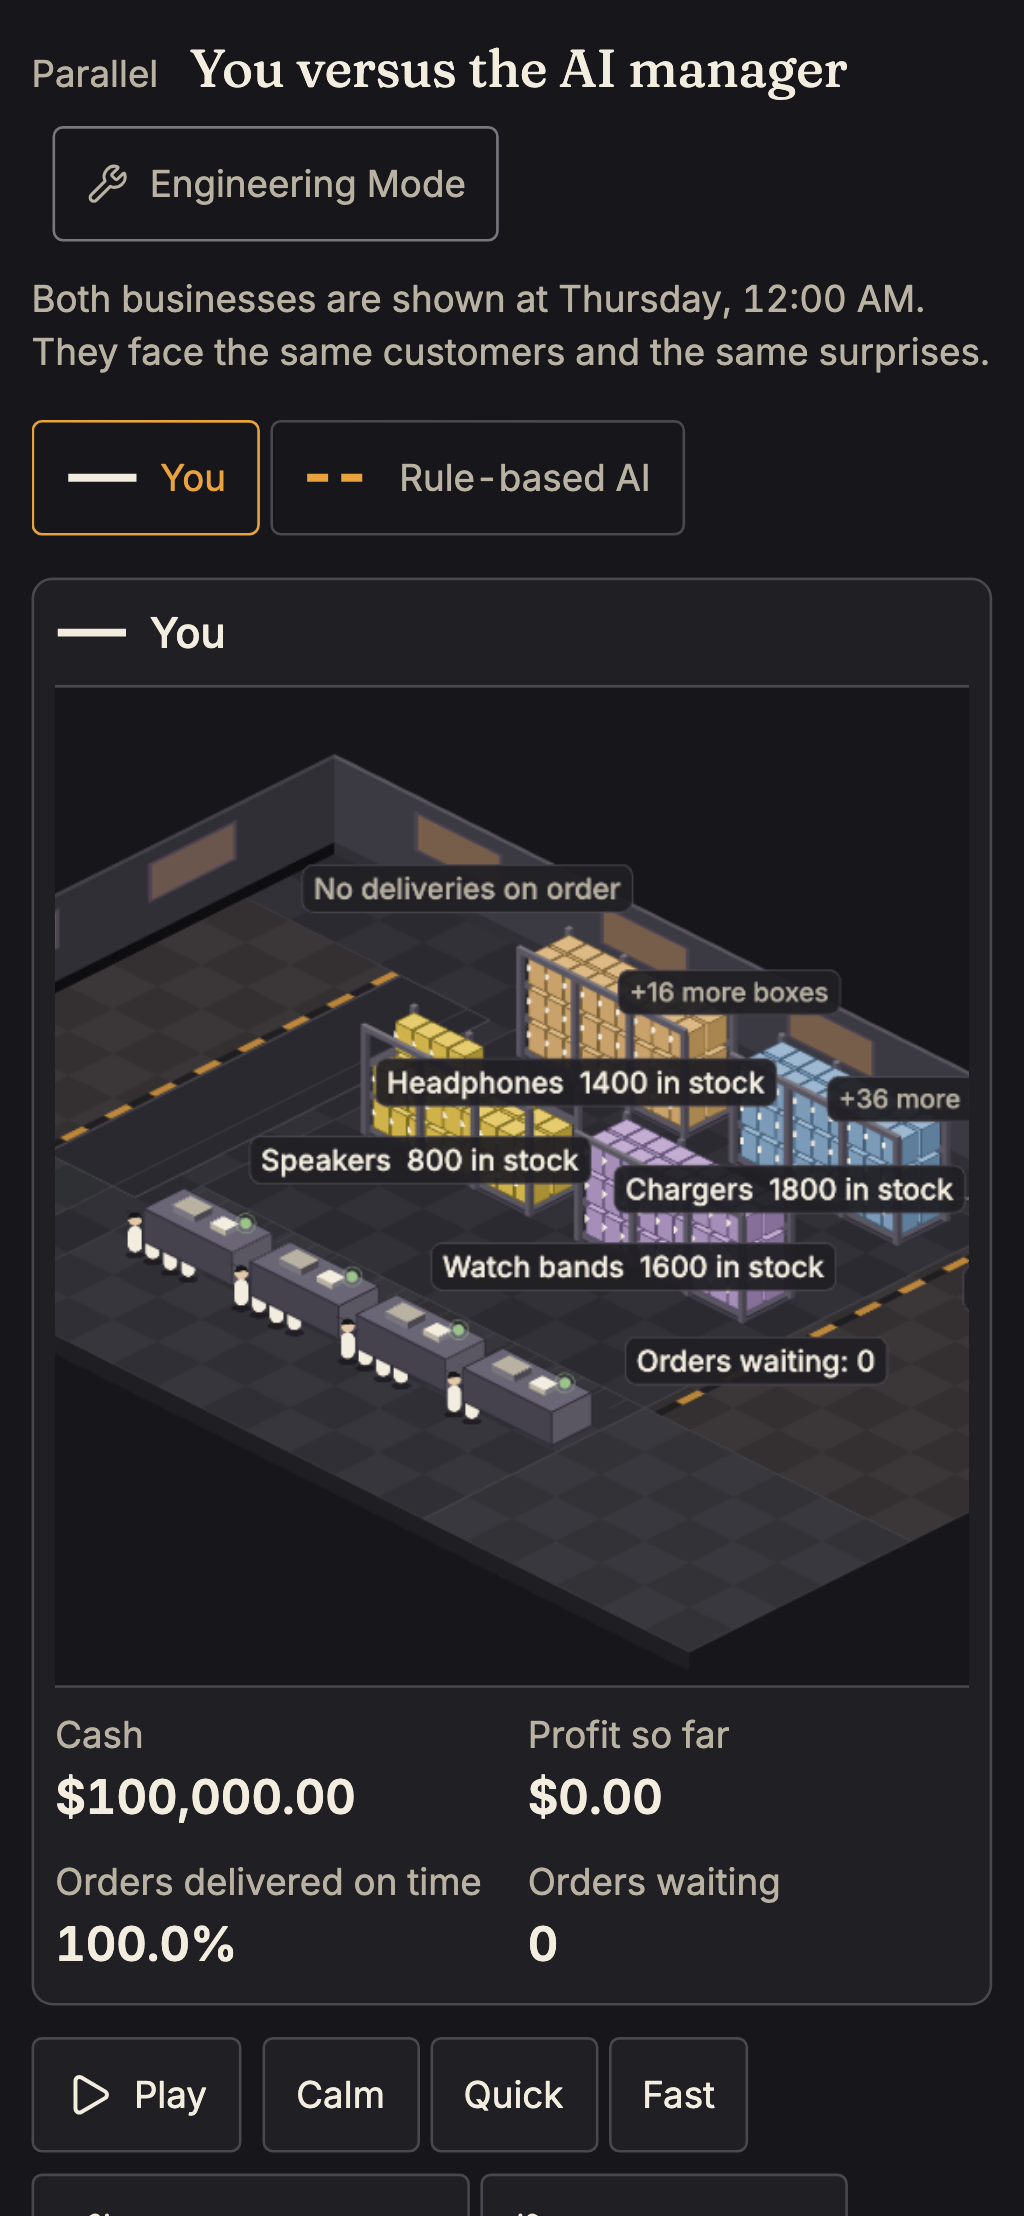 Parallel You versus the AI manager
Engineering Mode
Both businesses are shown at Thursday, 12:00 AM.
They face the same customers and the same surprises.
You
Rule-based AI
You
No deliveries on order
+16 more boxes
Headphones 1400 in stock
+36 more
Speakers 800 in stock
Chargers 1800 in stock
Watch bands 1600 in stock
Orders waiting: 0
Cash
Profit so far
$100,000.00
$0.00
Orders delivered on time
Orders waiting
100.0%
0
Play
Calm
Quick
Fast